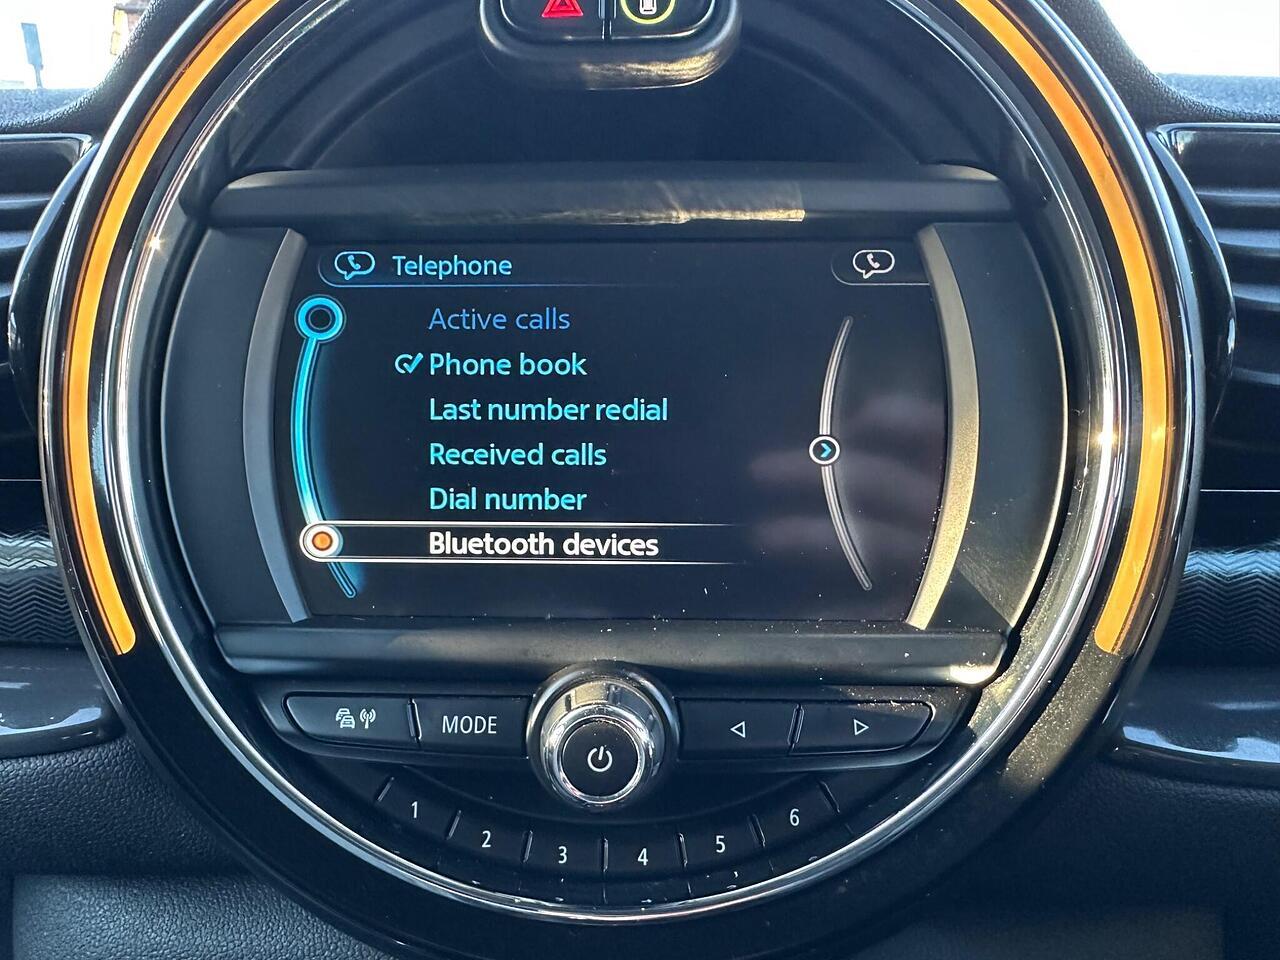 Telephone
Active calls
Phone book
Last number redial
Received calls
Dial number
Bluetooth devices
MODE
1 2 3 4 5 6